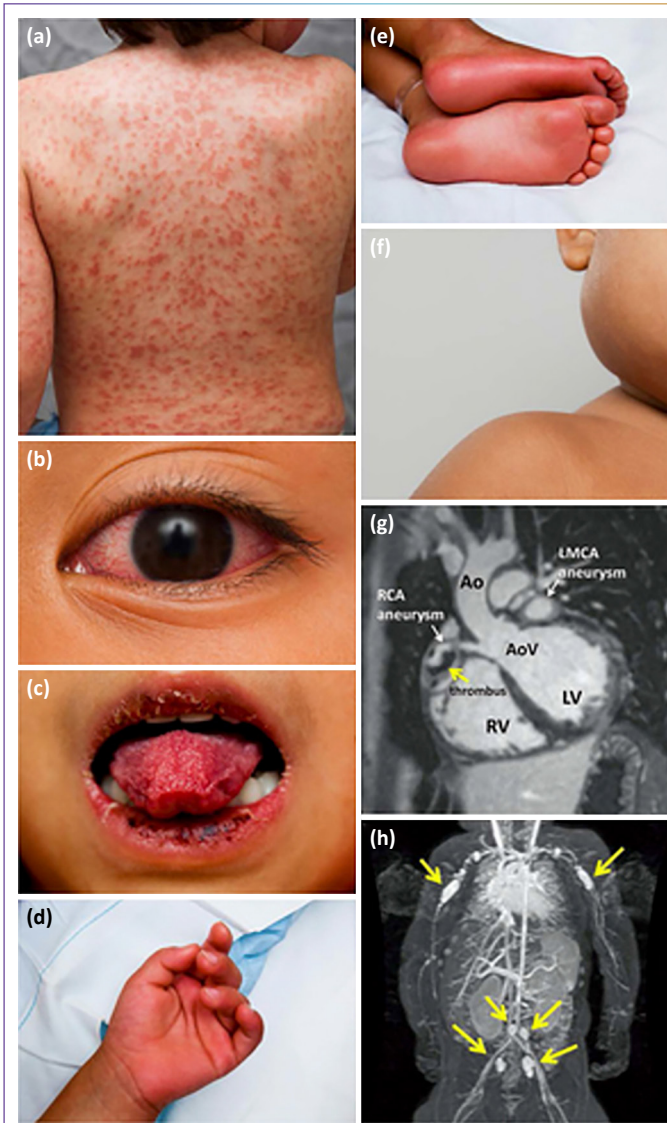 (a)
(b)
(c)
(d)
(e)
(f)
(g)
LMCA
aneurysm
Ao
RCA
aneurysm
AoV
thrombus
LV
RV
(h)